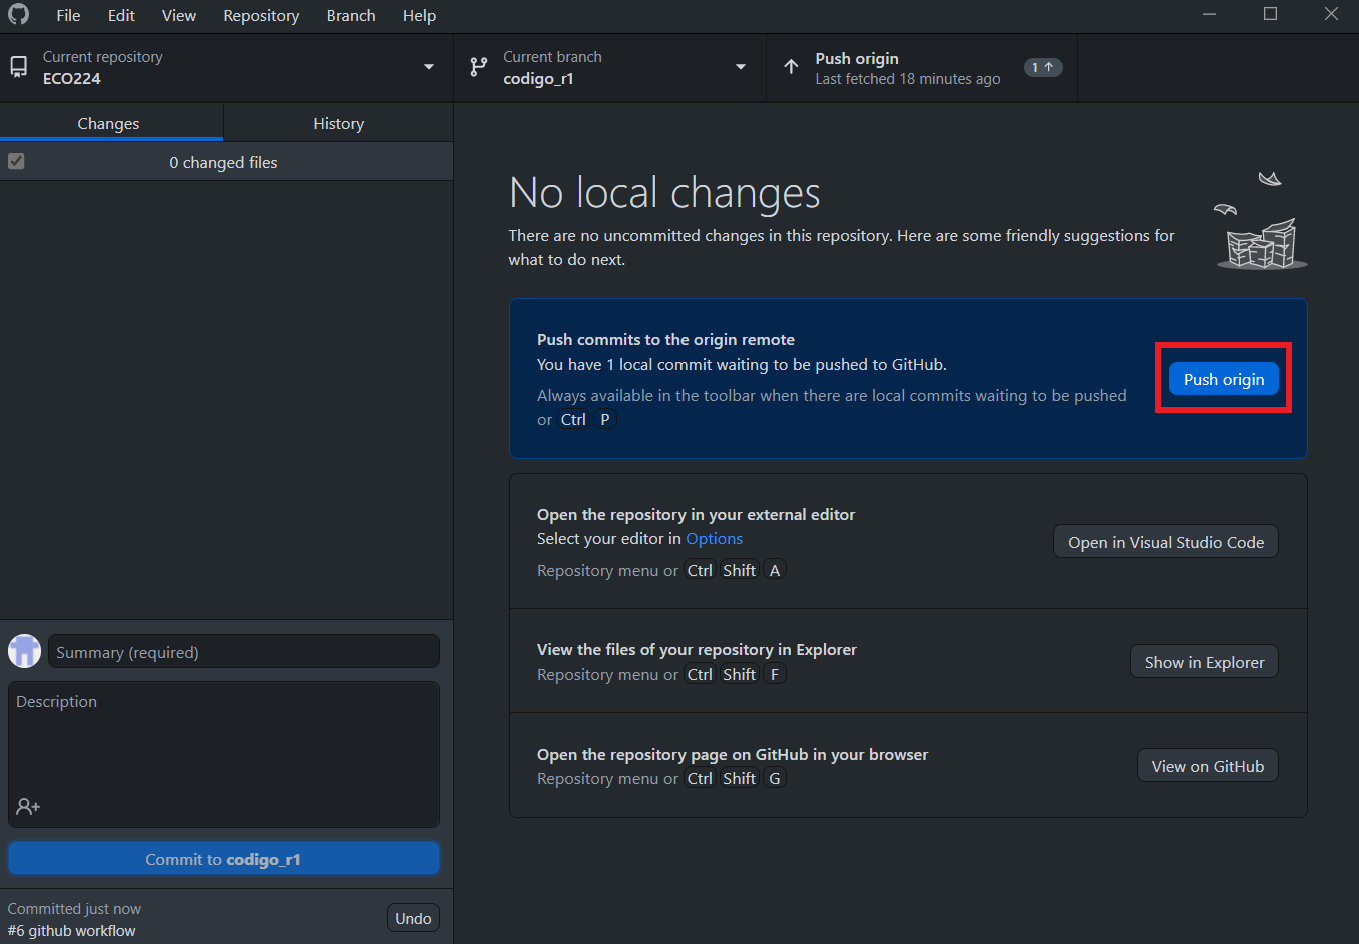 File Edit View Repository Branch Help
Current repository
ECO224
Current branch
codigo_r1
Push origin
Last fetched 18 minutes ago
1
Changes
History
0 changed files
No local changes
There are no uncommitted changes in this repository. Here are some friendly suggestions for
what to do next.
Push commits to the origin remote
You have 1 local commit waiting to be pushed to GitHub.
Always available in the toolbar when there are local commits waiting to be pushed
or Ctrl P
Push origin
Open the repository in your external editor
Select your editor in Options
Repository menu or Ctrl Shift A
Open in Visual Studio Code
View the files of your repository in Explorer
Repository menu or Ctrl Shift F
Show in Explorer
Open the repository page on GitHub in your browser
Repository menu or Ctrl Shift G
View on GitHub
Summary (required)
Description
Commit to codigo_r1
Committed just now
#6 github workflow
Undo